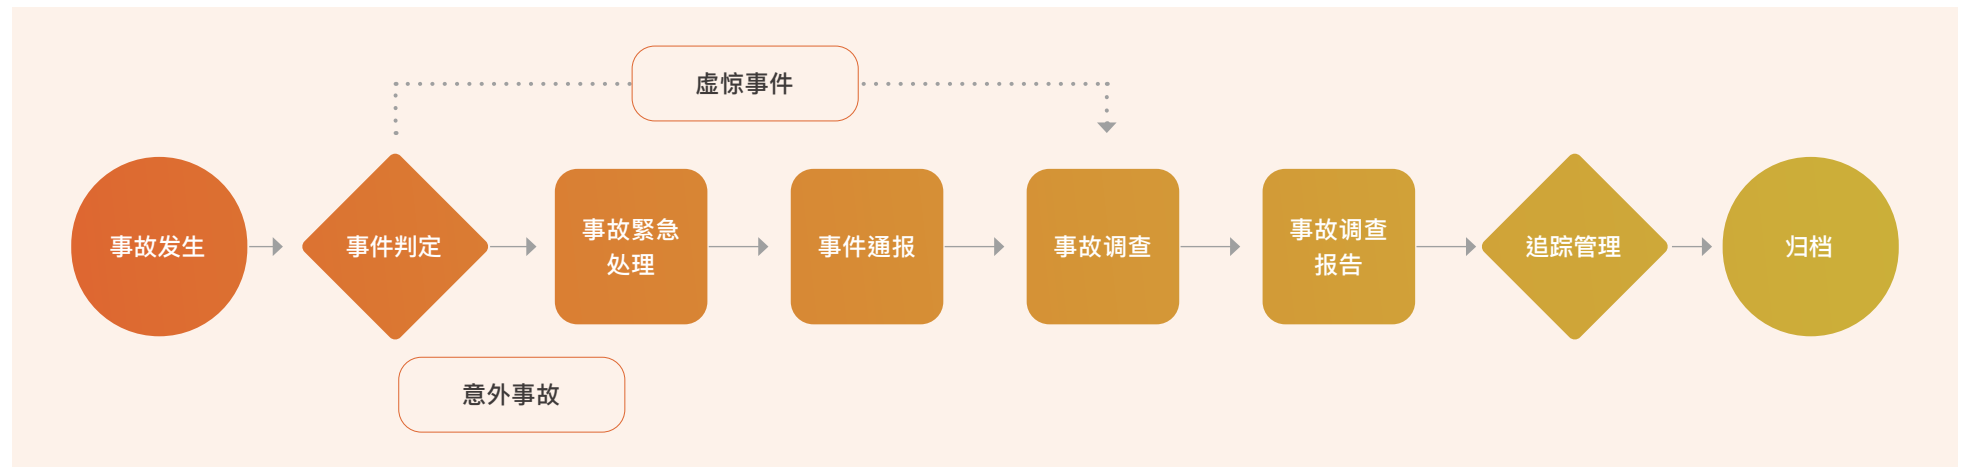 虚惊事件
事故发生
事件判定
事故緊急
处理
事件通报
事故调查
事故调查
报告
追踪管理
归档
意外事故